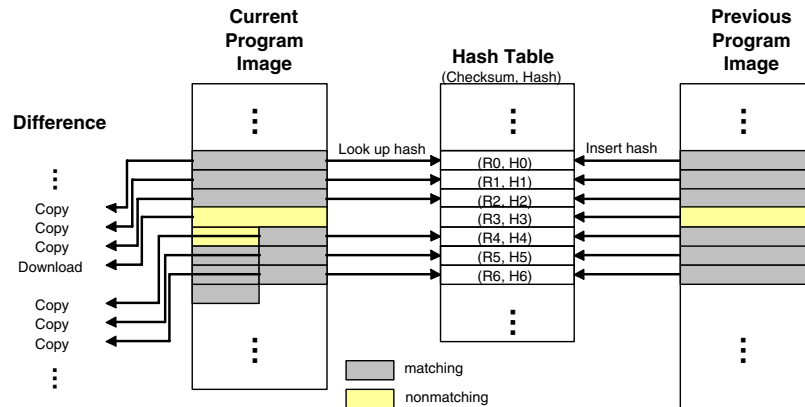 Current
Program
Image
Previous
Program
Image
Hash Table
(Checksum, Hash)
Difference
Look up hash
Insert hash
(R0, H0)
(R1, H1)
(R2, H2)
(R3, H3)
(R4, H4)
(R5, H5)
(R6, H6)
Copy
Copy
Copy
Download
Copy
Copy
Copy
matching
nonmatching